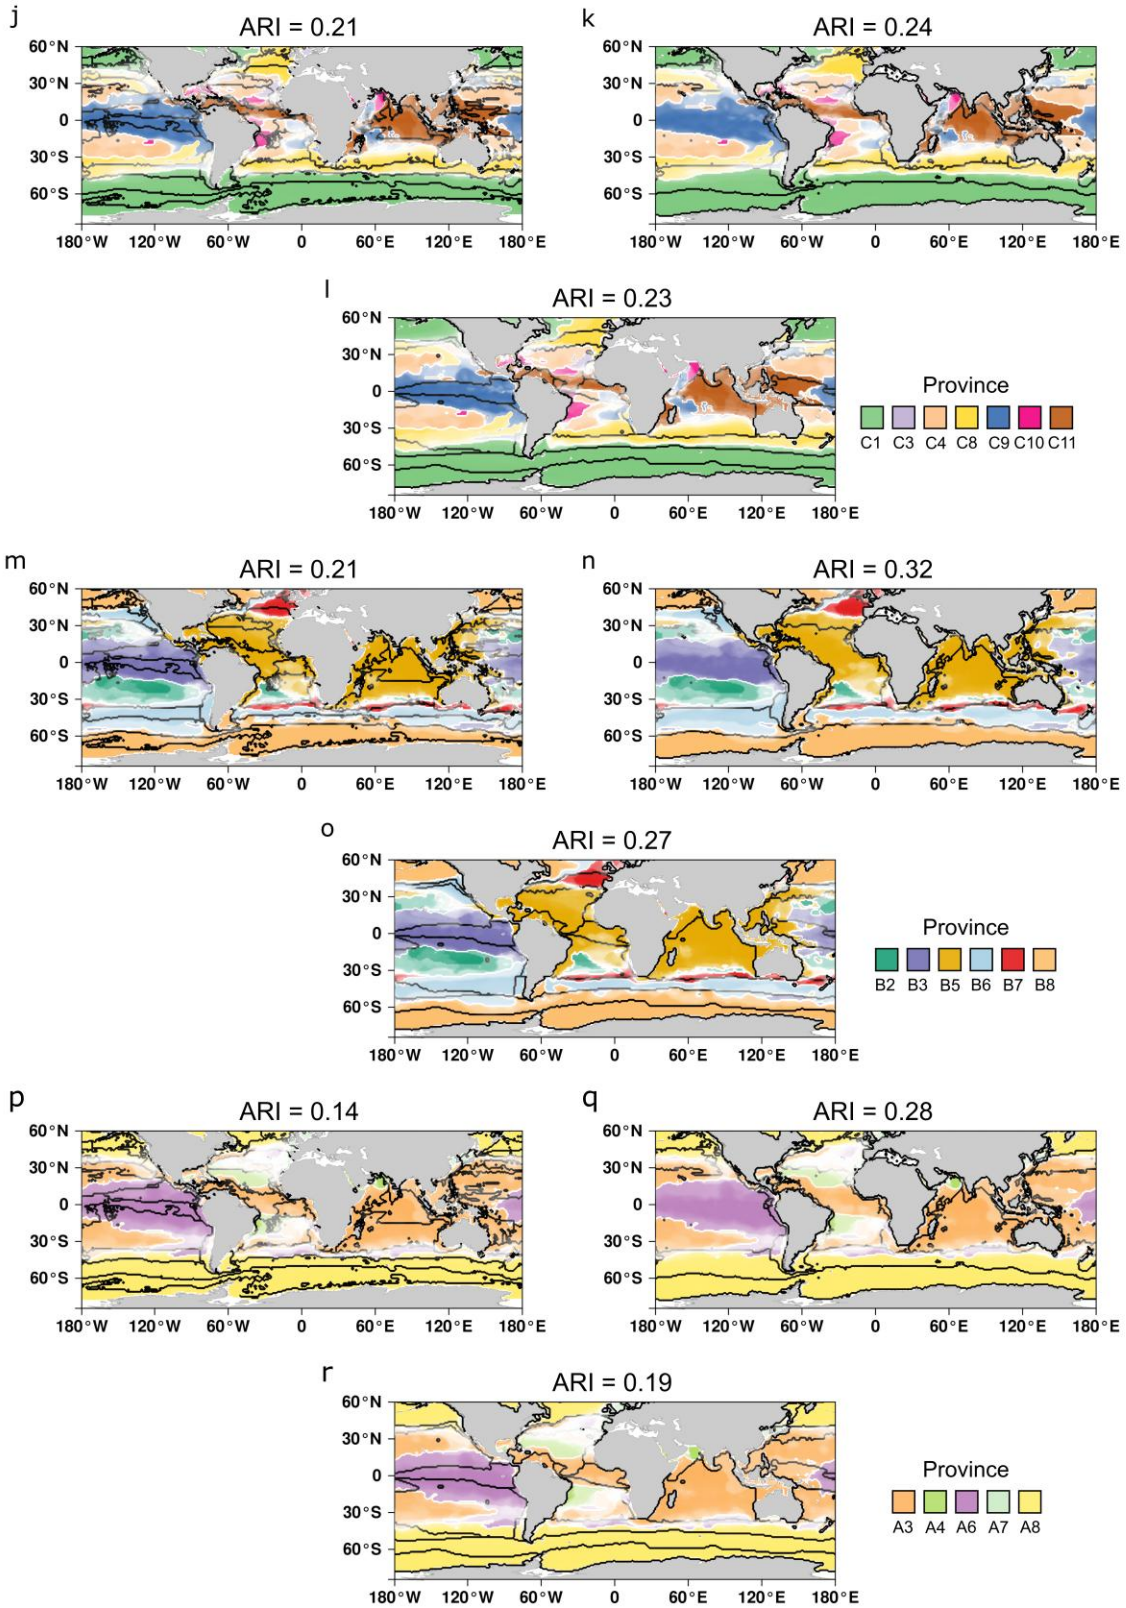 j
ARI = 0.21
60°N
30°N
0
30°S
60°S
180°W 120°W 60°W 0 60°E 120°E 180°E
k
ARI = 0.24
60°N
30°N
0
30°S
60°S
180°W 120°W 60°W 0 60°E 120°E 180°E
l
ARI = 0.23
60°N
30°N
0
30°S
60°S
180°W 120°W 60°W 0 60°E 120°E 180°E
Province
C1 C3 C4 C8 C9 C10 C11
m
ARI = 0.21
60°N
30°N
0
30°S
60°S
180°W 120°W 60°W 0 60°E 120°E 180°E
n
ARI = 0.32
60°N
30°N
0
30°S
60°S
180°W 120°W 60°W 0 60°E 120°E 180°E
o
ARI = 0.27
60°N
30°N
0
30°S
60°S
180°W 120°W 60°W 0 60°E 120°E 180°E
Province
B2 B3 B5 B6 B7 B8
p
ARI = 0.14
60°N
30°N
0
30°S
60°S
180°W 120°W 60°W 0 60°E 120°E 180°E
q
ARI = 0.28
60°N
30°N
0
30°S
60°S
180°W 120°W 60°W 0 60°E 120°E 180°E
r
ARI = 0.19
60°N
30°N
0
30°S
60°S
180°W 120°W 60°W 0 60°E 120°E 180°E
Province
A3 A4 A6 A7 A8